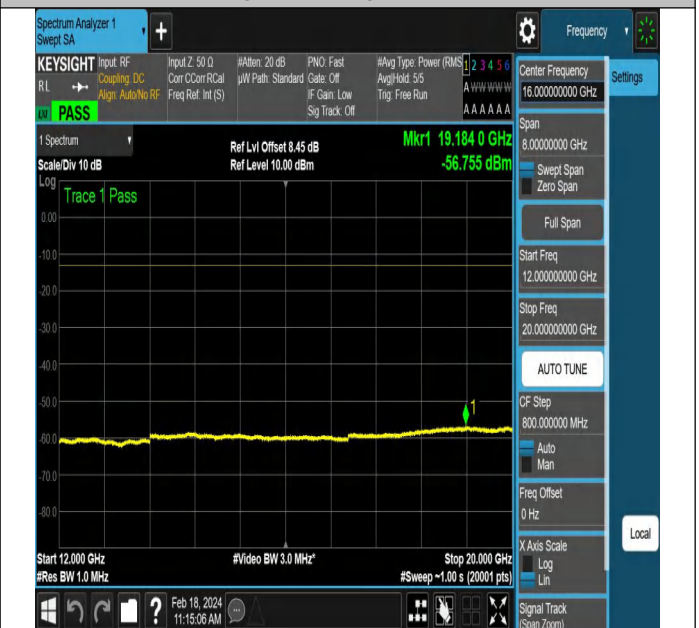 Spectrum Analyzer 1
Swept SA
Frequency
KEYSIGHT
RL
PASS
Input: RF
Coupling: DC
Align: Auto/No RF
Input Z: 50 Ω
Corr CCorr RCal
Freq Ref: Int (S)
#Atten: 20 dB
µW Path: Standard
PNO: Fast
Gate: Off
IF Gain: Low
Sig Track: Off
#Avg Type: Power (RMS
Avg|Hold: 5/5
Trig: Free Run
1 2 3 4 5 6
A W W W W W
A A A A A A
1 Spectrum
Scale/Div 10 dB
Ref Lvl Offset 8.45 dB
Ref Level 10.00 dBm
Mkr1 19.184 0 GHz
-56.755 dBm
Log
Trace 1 Pass
0.00
-10.0
-20.0
-30.0
-40.0
-50.0
-60.0
-70.0
-80.0
1
Start 12.000 GHz
#Res BW 1.0 MHz
#Video BW 3.0 MHz*
Stop 20.000 GHz
#Sweep ~1.00 s (20001 pts)
Feb 18, 2024
11:15:06 AM
Center Frequency
16.000000000 GHz
Settings
Span
8.00000000 GHz
Swept Span
Zero Span
Full Span
Start Freq
12.000000000 GHz
Stop Freq
20.000000000 GHz
AUTO TUNE
CF Step
800.000000 MHz
Auto
Man
Freq Offset
0 Hz
X Axis Scale
Log
Lin
Local
Signal Track
(Span Zoom)